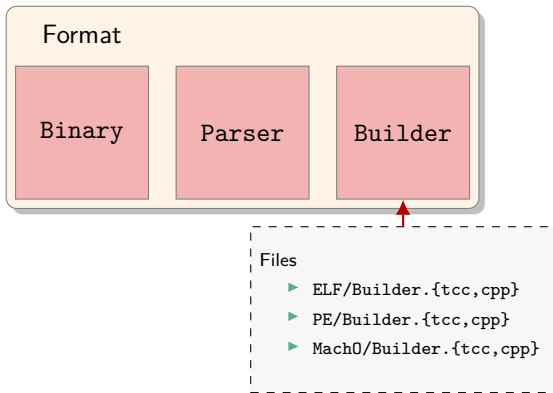 Format
Binary Parser Builder
Files
ELF/Builder.{tcc,cpp}
PE/Builder.{tcc,cpp}
MachO/Builder.{tcc,cpp}